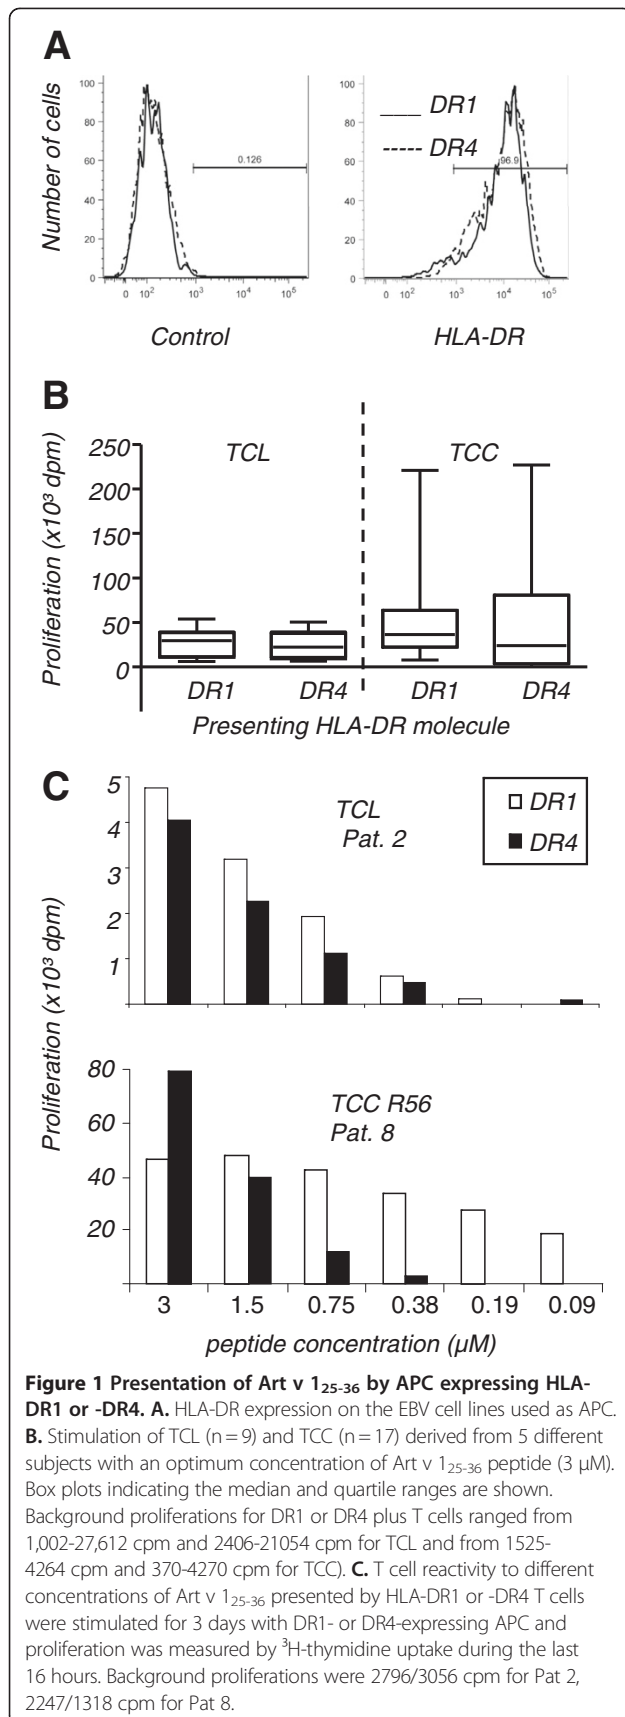 A
Number of cells
100
80
60
40
20
0
0.126
0 10² 10³ 10⁴ 10⁵
Control
100
80
60
40
20
0
DR1
DR4
96.9
0 10² 10³ 10⁴ 10⁵
HLA-DR
B
Proliferation (x10³ dpm)
250
200
150
100
50
0
TCL
TCC
DR1 DR4 DR1 DR4
Presenting HLA-DR molecule
C
Proliferation (x10³ dpm)
5
4
3
2
1
TCL
Pat. 2
DR1
DR4
80
60
40
20
TCC R56
Pat. 8
3 1.5 0.75 0.38 0.19 0.09
peptide concentration (µM)
Figure 1 Presentation of Art v 1₂₅₋₃₆ by APC expressing HLA-
DR1 or -DR4. A. HLA-DR expression on the EBV cell lines used as APC.
B. Stimulation of TCL (n = 9) and TCC (n = 17) derived from 5 different
subjects with an optimum concentration of Art v 1₂₅₋₃₆ peptide (3 µM).
Box plots indicating the median and quartile ranges are shown.
Background proliferations for DR1 or DR4 plus T cells ranged from
1,002-27,612 cpm and 2406-21054 cpm for TCL and from 1525-
4264 cpm and 370-4270 cpm for TCC). C. T cell reactivity to different
concentrations of Art v 1₂₅₋₃₆ presented by HLA-DR1 or -DR4 T cells
were stimulated for 3 days with DR1- or DR4-expressing APC and
proliferation was measured by ³H-thymidine uptake during the last
16 hours. Background proliferations were 2796/3056 cpm for Pat 2,
2247/1318 cpm for Pat 8.